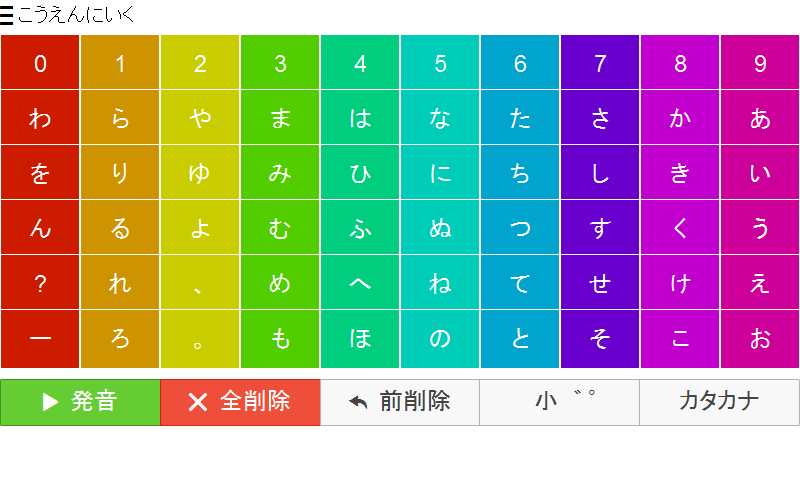 こうえんにいく
0 1 2 3 4 5 6 7 8 9
わ ら や ま は な た さ か あ
を り ゆ み ひ に ち し き い
ん る よ む ふ ぬ つ す く う
? れ 、 め へ ね て せ け え
ー ろ 。 も ほ の と そ こ お
発音 全削除 前削除 小 ゛゜ カタカナ